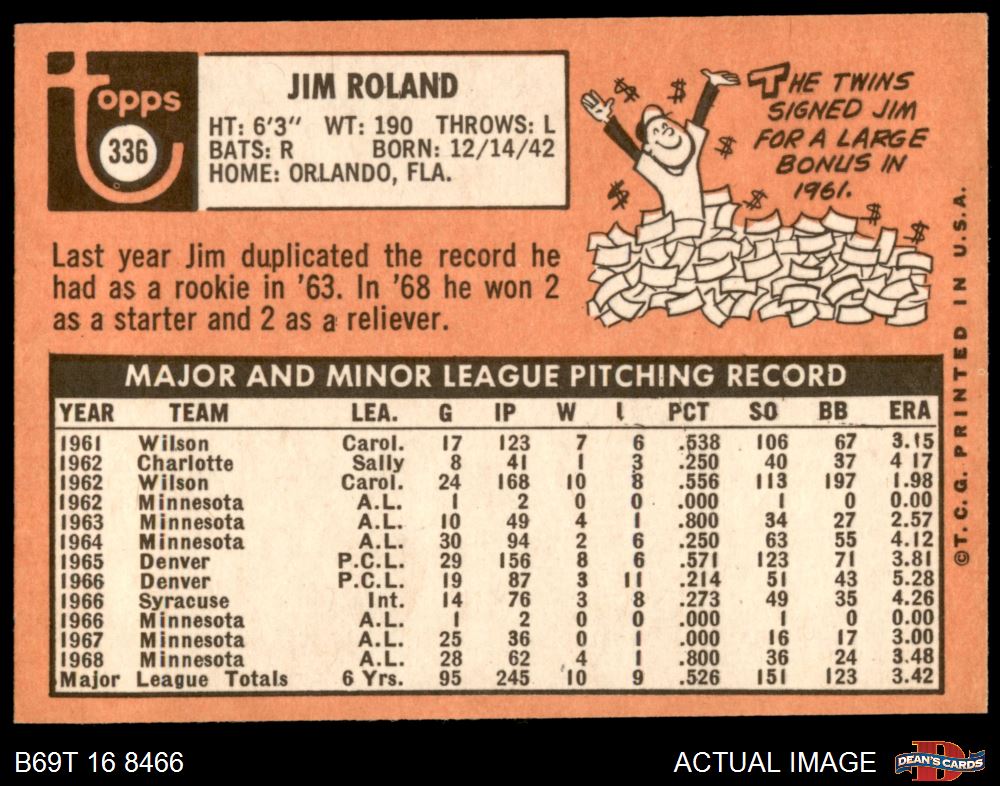 topps
336
JIM ROLAND
HT: 6'3" WT: 190 THROWS: L
BATS: R BORN: 12/14/42
HOME: ORLANDO, FLA.
THE TWINS
SIGNED JIM
FOR A LARGE
BONUS IN
1961.
$ $ $ $ $ $ $
Last year Jim duplicated the record he
had as a rookie in '63. In '68 he won 2
as a starter and 2 as a reliever.
MAJOR AND MINOR LEAGUE PITCHING RECORD
YEAR TEAM LEA. G IP W L PCT SO BB ERA
1961 Wilson Carol. 17 123 7 6 .538 106 67 3.15
1962 Charlotte Sally 8 41 1 3 .250 40 37 4 17
1962 Wilson Carol. 24 168 10 8 .556 113 197 1.98
1962 Minnesota A.L. 1 2 0 0 .000 1 0 0.00
1963 Minnesota A.L. 10 49 4 1 .800 34 27 2.57
1964 Minnesota A.L. 30 94 2 6 .250 63 55 4.12
1965 Denver P.C.L. 29 156 8 6 .571 123 71 3.81
1966 Denver P.C.L. 19 87 3 11 .214 51 43 5.28
1966 Syracuse Int. 14 76 3 8 .273 49 35 4.26
1966 Minnesota A.L. 1 2 0 0 .000 1 0 0.00
1967 Minnesota A.L. 25 36 0 1 .000 16 17 3.00
1968 Minnesota A.L. 28 62 4 1 .800 36 24 3.48
Major League Totals 6 Yrs. 95 245 10 9 .526 151 123 3.42
©T.C.G. PRINTED IN U.S.A.
B69T 16 8466
ACTUAL IMAGE
DEAN'S CARDS